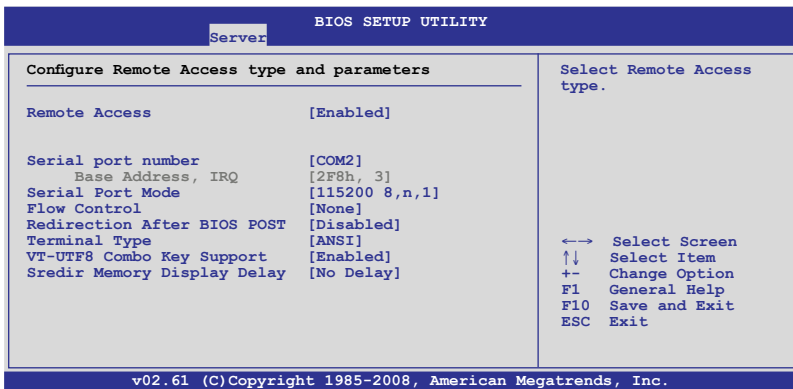 BIOS SETUP UTILITY
Server
Configure Remote Access type and parameters
Remote Access [Enabled]
Serial port number [COM2]
Base Address, IRQ [2F8h, 3]
Serial Port Mode [115200 8,n,1]
Flow Control [None]
Redirection After BIOS POST [Disabled]
Terminal Type [ANSI]
VT-UTF8 Combo Key Support [Enabled]
Sredir Memory Display Delay [No Delay]
Select Remote Access
type.
←→ Select Screen
↑↓ Select Item
+- Change Option
F1 General Help
F10 Save and Exit
ESC Exit
v02.61 (C)Copyright 1985-2008, American Megatrends, Inc.